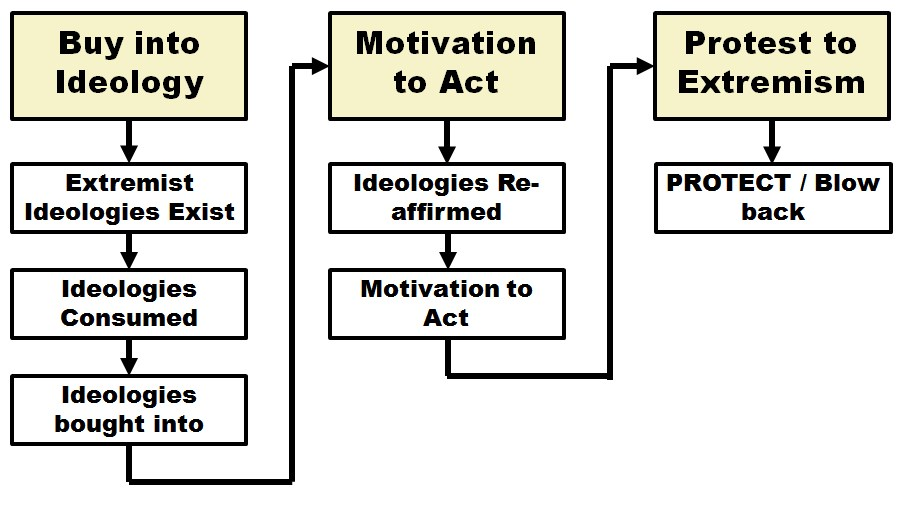 Buy into
Ideology
Extremist
Ideologies Exist
Ideologies
Consumed
Ideologies
bought into
Motivation
to Act
Ideologies Re-
affirmed
Motivation to
Act
Protest to
Extremism
PROTECT / Blow
back